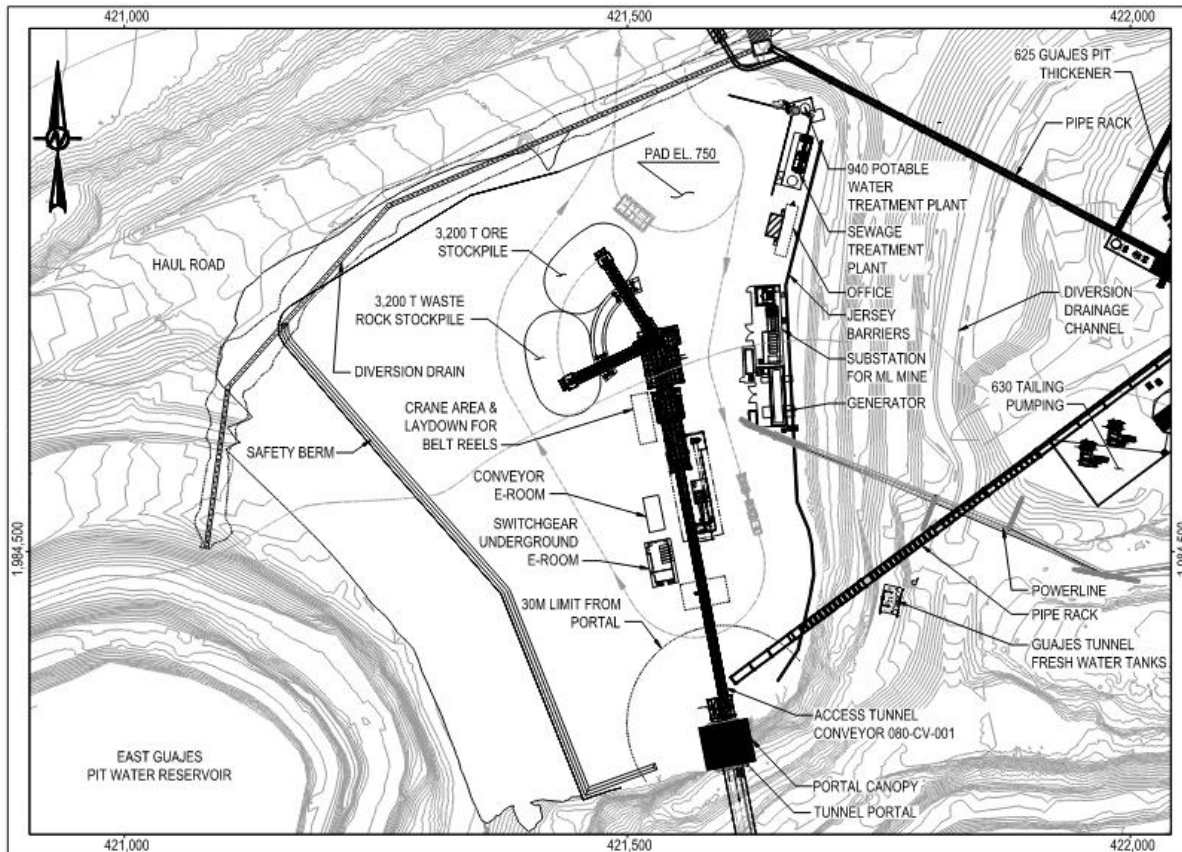 421,000
421,500
422,000
625 GUAJES PIT
THICKENER
PIPE RACK
PAD EL. 750
940 POTABLE
WATER
TREATMENT PLANT
3,200 T ORE
STOCKPILE
SEWAGE
TREATMENT
PLANT
HAUL ROAD
OFFICE
3,200 T WASTE
ROCK STOCKPILE
JERSEY
BARRIERS
DIVERSION
DRAINAGE
CHANNEL
SUBSTATION
FOR ML MINE
DIVERSION DRAIN
630 TAILING
PUMPING
CRANE AREA &
LAYDOWN FOR
BELT REELS
GENERATOR
SAFETY BERM
CONVEYOR
E-ROOM
SWITCHGEAR
UNDERGROUND
E-ROOM
1,984,500
1,984,500
POWERLINE
30M LIMIT FROM
PORTAL
PIPE RACK
GUAJES TUNNEL
FRESH WATER TANKS
ACCESS TUNNEL
CONVEYOR 080-CV-001
EAST GUAJES
PIT WATER RESERVOIR
PORTAL CANOPY
TUNNEL PORTAL
421,000
421,500
422,000
N